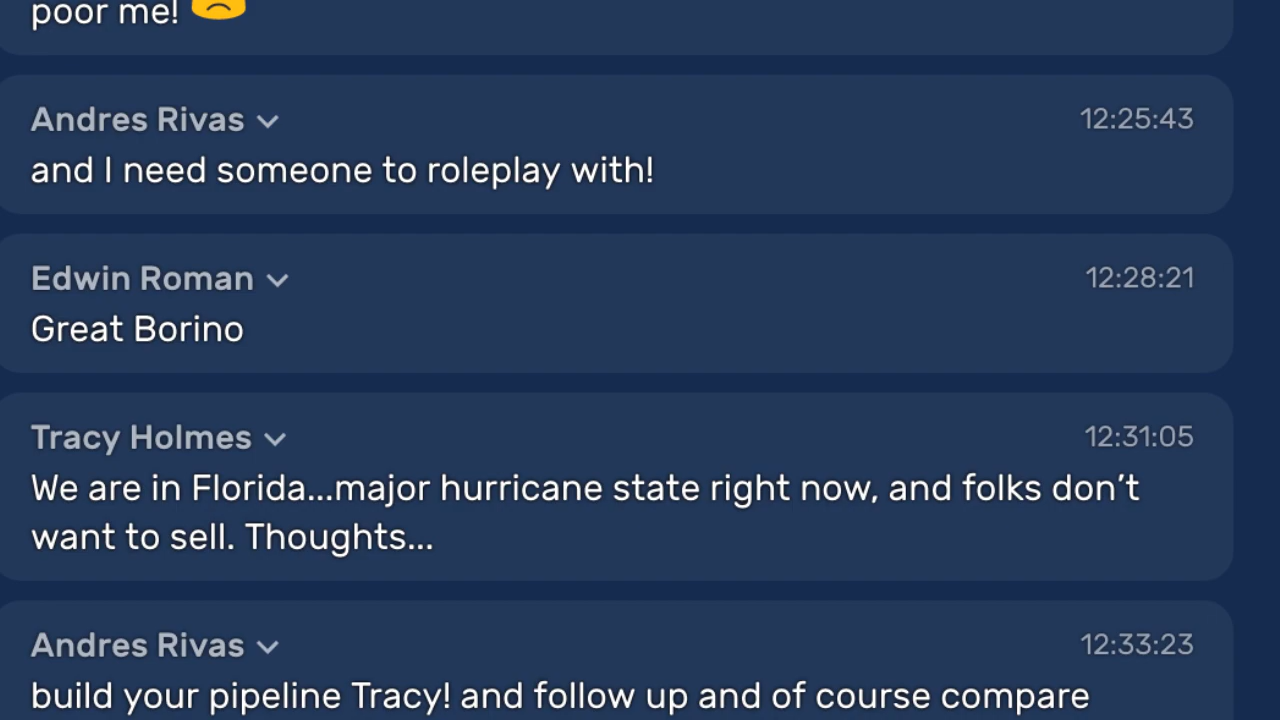 poor me!
Andres Rivas
12:25:43
and I need someone to roleplay with!
Edwin Roman
12:28:21
Great Borino
Tracy Holmes
12:31:05
We are in Florida...major hurricane state right now, and folks don’t
want to sell. Thoughts...
Andres Rivas
12:33:23
build your pipeline Tracy! and follow up and of course compare